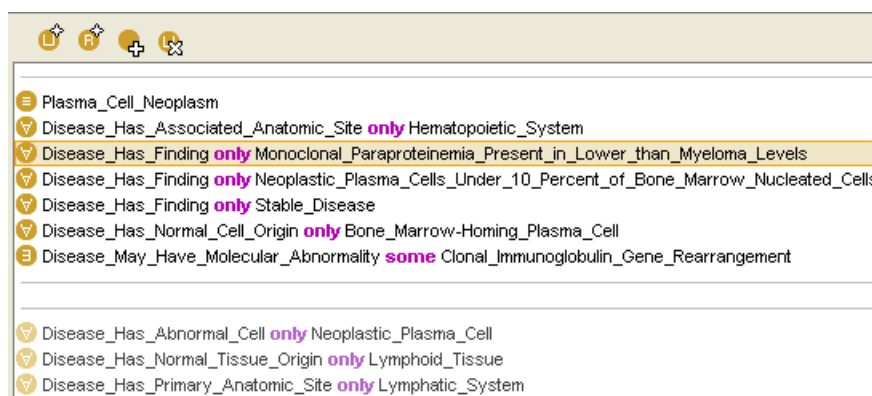 Plasma_Cell_Neoplasm
Disease_Has_Associated_Anatomic_Site only Hematopoietic_System
Disease_Has_Finding only Monoclonal_Paraproteinemia_Present_in_Lower_than_Myeloma_Levels
Disease_Has_Finding only Neoplastic_Plasma_Cells_Under_10_Percent_of_Bone_Marrow_Nucleated_Cells
Disease_Has_Finding only Stable_Disease
Disease_Has_Normal_Cell_Origin only Bone_Marrow-Homing_Plasma_Cell
Disease_May_Have_Molecular_Abnormality some Clonal_Immunoglobulin_Gene_Rearrangement
Disease_Has_Abnormal_Cell only Neoplastic_Plasma_Cell
Disease_Has_Normal_Tissue_Origin only Lymphoid_Tissue
Disease_Has_Primary_Anatomic_Site only Lymphatic_System